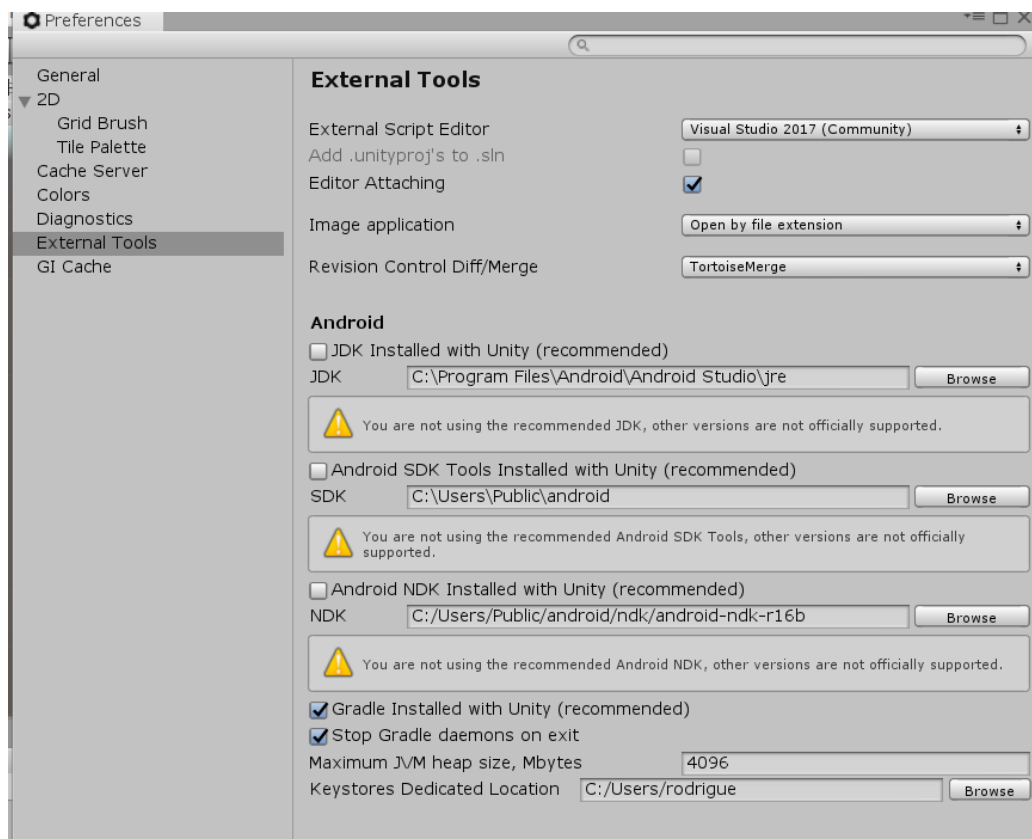 Preferences
General
2D
Grid Brush
Tile Palette
Cache Server
Colors
Diagnostics
External Tools
GI Cache
External Tools
External Script Editor Visual Studio 2017 (Community)
Add .unityproj's to .sln
Editor Attaching
Image application Open by file extension
Revision Control Diff/Merge TortoiseMerge
Android
JDK Installed with Unity (recommended)
JDK C:\Program Files\Android\Android Studio\jre Browse
You are not using the recommended JDK, other versions are not officially supported.
Android SDK Tools Installed with Unity (recommended)
SDK C:\Users\Public\android Browse
You are not using the recommended Android SDK Tools, other versions are not officially
supported.
Android NDK Installed with Unity (recommended)
NDK C:/Users/Public/android/ndk/android-ndk-r16b Browse
You are not using the recommended Android NDK, other versions are not officially supported.
Gradle Installed with Unity (recommended)
Stop Gradle daemons on exit
Maximum JVM heap size, Mbytes 4096
Keystores Dedicated Location C:/Users/rodrigue Browse